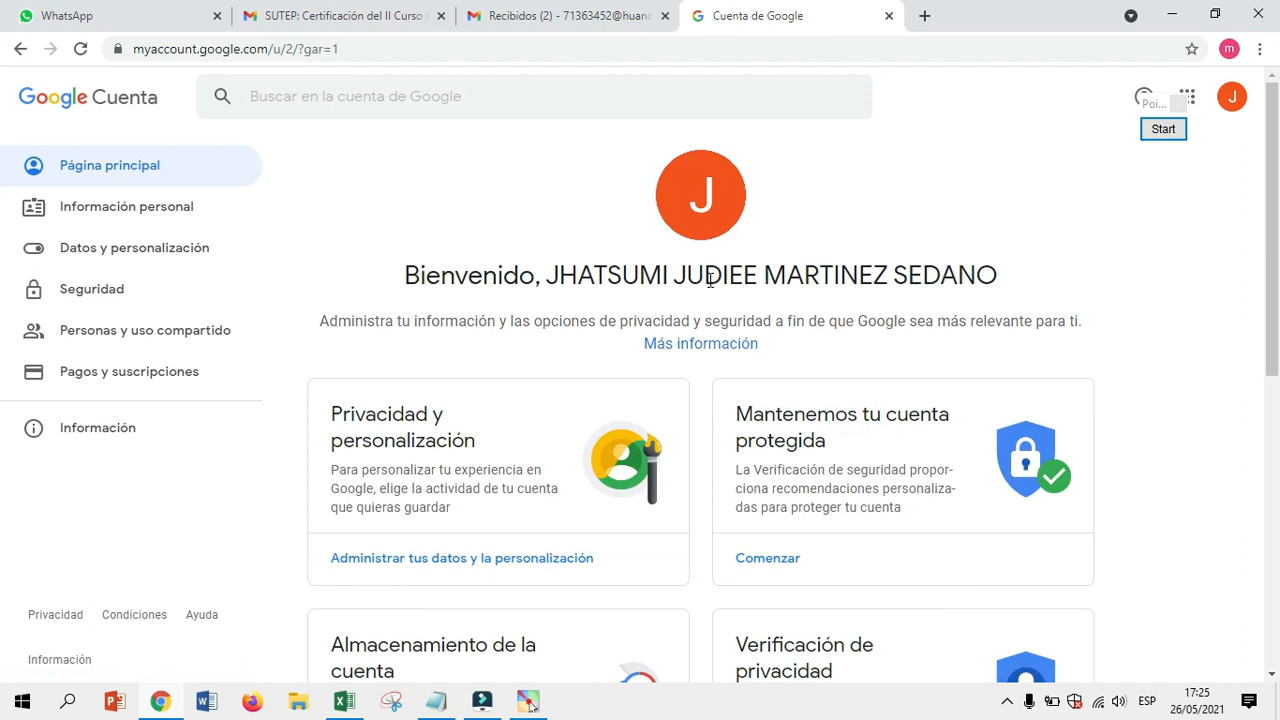 WhatsApp
SUTEP: Certificación del II Curso
Recibidos (2) - 71363452@huanc
Cuenta de Google
myaccount.google.com/u/2/?gar=1
m
Google Cuenta
Buscar en la cuenta de Google
J
Poi...
Start
Página principal
Información personal
Datos y personalización
Seguridad
Personas y uso compartido
Pagos y suscripciones
Información
J
Bienvenido, JHATSUMI JUDIEE MARTINEZ SEDANO
Administra tu información y las opciones de privacidad y seguridad a fin de que Google sea más relevante para ti.
Más información
Privacidad y
personalización
Para personalizar tu experiencia en
Google, elige la actividad de tu cuenta
que quieras guardar
Administrar tus datos y la personalización
Mantenemos tu cuenta
protegida
La Verificación de seguridad propor-
ciona recomendaciones personaliza-
das para proteger tu cuenta
Comenzar
Almacenamiento de la
cuenta
Verificación de
privacidad
Privacidad Condiciones Ayuda
Información
ESP
17:25
26/05/2021